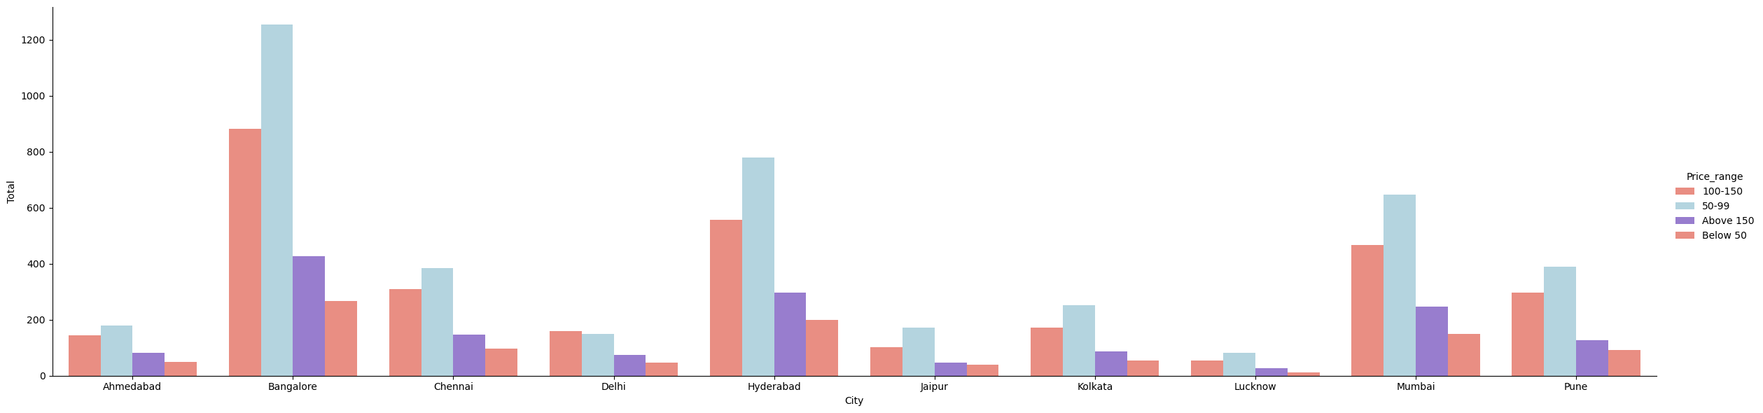 1200
1000
800
600
400
200
0
Total
Ahmedabad Bangalore Chennai Delhi Hyderabad Jaipur Kolkata Lucknow Mumbai Pune
City
Price_range
100-150
50-99
Above 150
Below 50